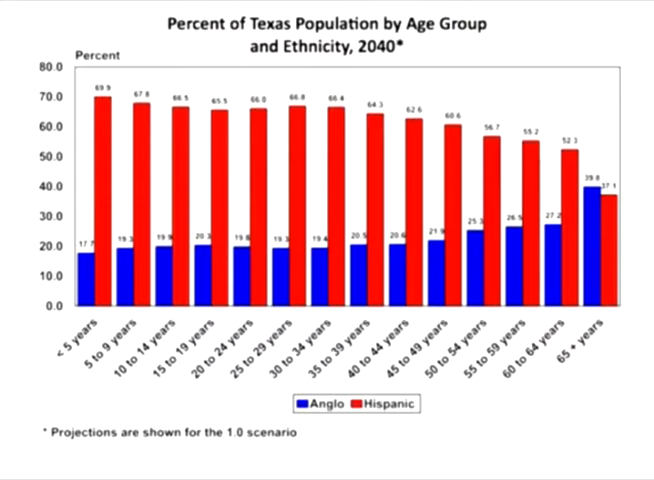 Percent of Texas Population by Age Group
and Ethnicity, 2040*
Percent
80.0
70.0
60.0
50.0
40.0
30.0
20.0
10.0
0.0
69.9
67.8
66.5
65.5
66.0
66.8
66.4
64.3
62.6
60.6
56.7
55.2
52.3
39.8
37.1
17.7
19.3
19.9
20.3
19.8
19.3
19.4
20.5
20.6
21.9
25.3
26.5
27.2
< 5 years
5 to 9 years
10 to 14 years
15 to 19 years
20 to 24 years
25 to 29 years
30 to 34 years
35 to 39 years
40 to 44 years
45 to 49 years
50 to 54 years
55 to 59 years
60 to 64 years
65 + years
Anglo Hispanic
* Projections are shown for the 1.0 scenario